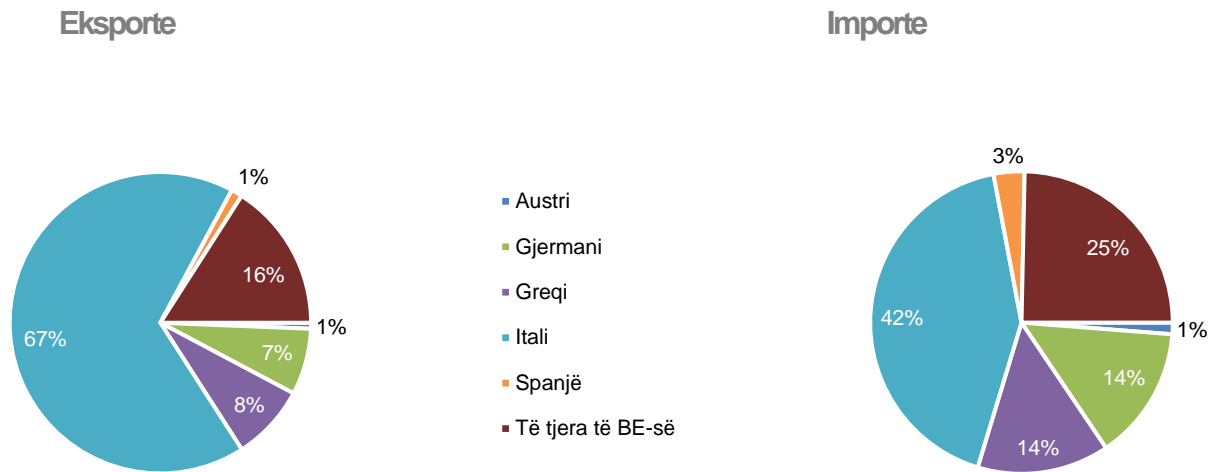 Eksporte
1%
16%
1%
7%
8%
67%
Austri
Gjermani
Greqi
Itali
Spanjë
Të tjera të BE-së
Importe
3%
25%
1%
14%
14%
42%